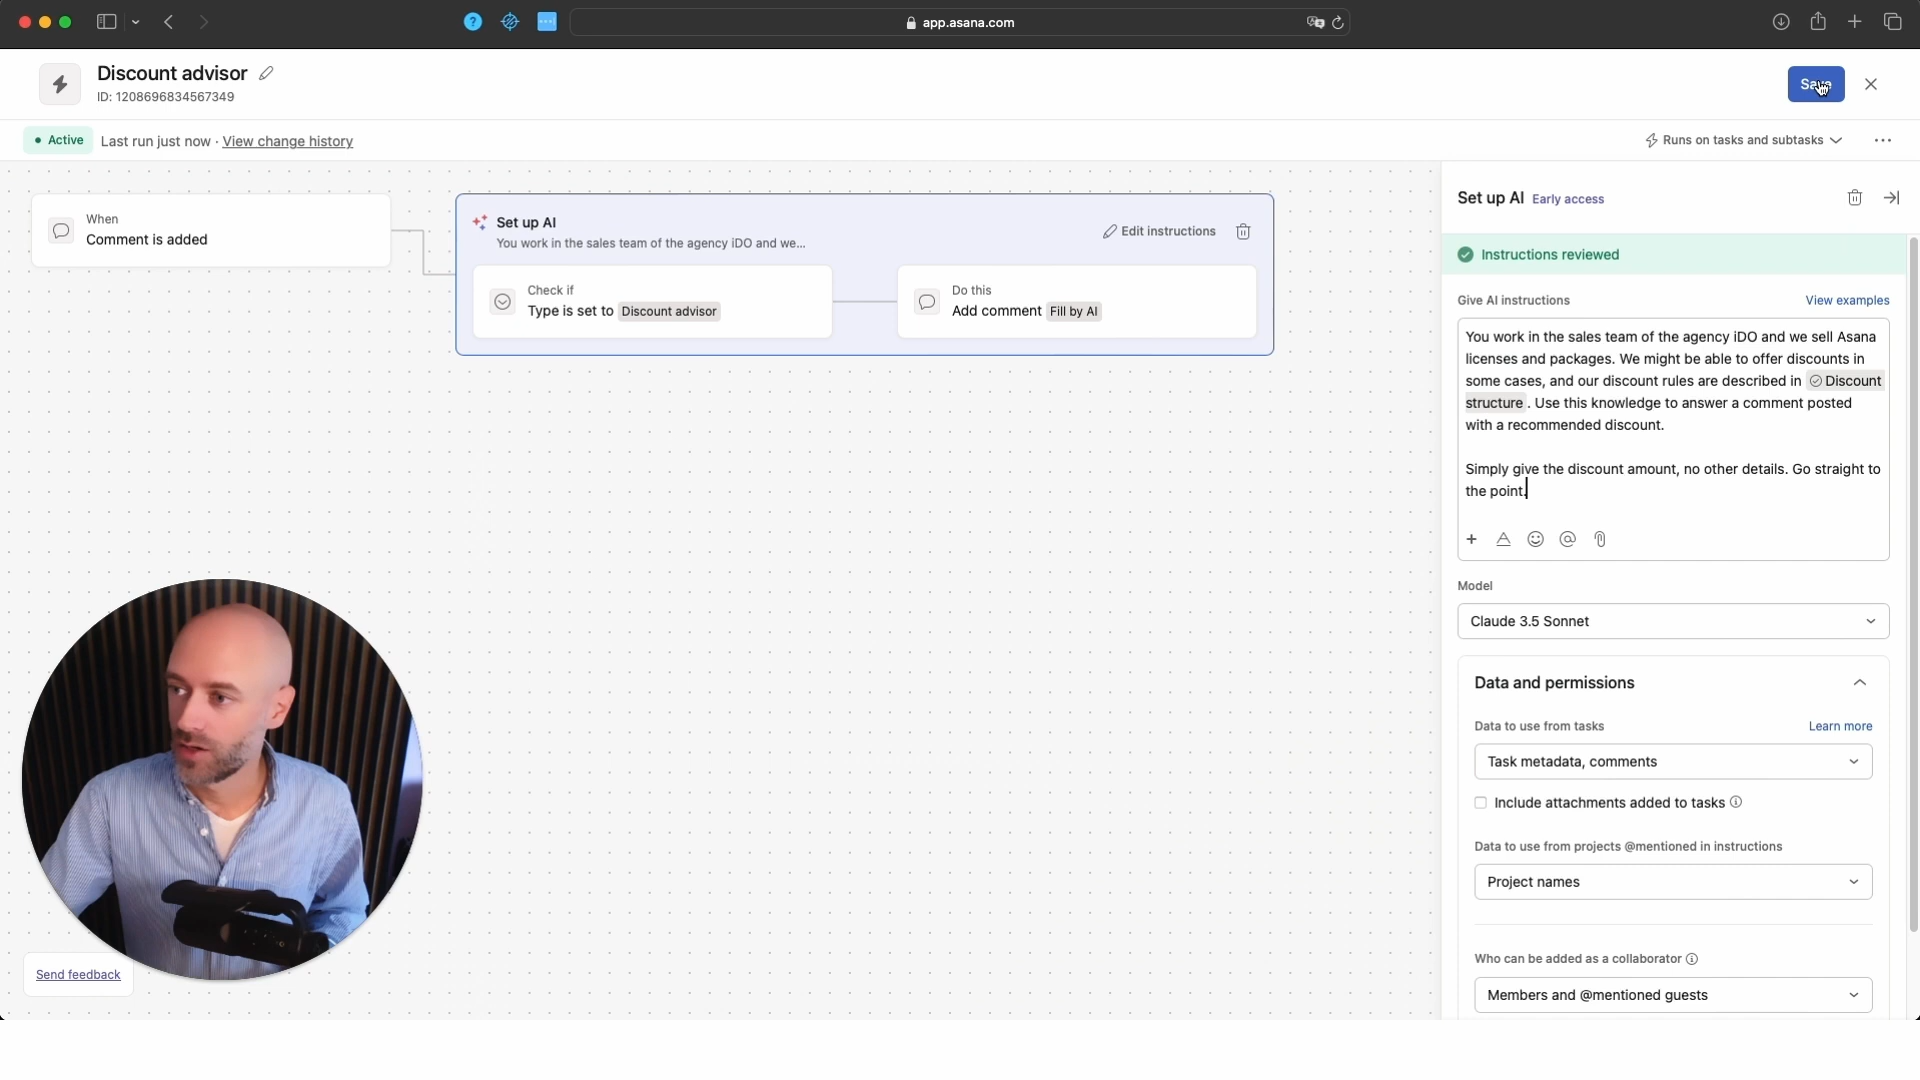 app.asana.com
Discount advisor
ID: 1208696834567349
Save
Active
Last run just now · View change history
Runs on tasks and subtasks
When
Comment is added
Set up AI
You work in the sales team of the agency iDO and we...
Edit instructions
Check if
Type is set to Discount advisor
Do this
Add comment Fill by AI
Send feedback
Set up AI Early access
Instructions reviewed
Give AI instructions
View examples
You work in the sales team of the agency iDO and we sell Asana
licenses and packages. We might be able to offer discounts in
some cases, and our discount rules are described in Discount
structure . Use this knowledge to answer a comment posted
with a recommended discount.
Simply give the discount amount, no other details. Go straight to
the point.
Model
Claude 3.5 Sonnet
Data and permissions
Data to use from tasks
Learn more
Task metadata, comments
Include attachments added to tasks
Data to use from projects @mentioned in instructions
Project names
Who can be added as a collaborator
Members and @mentioned guests